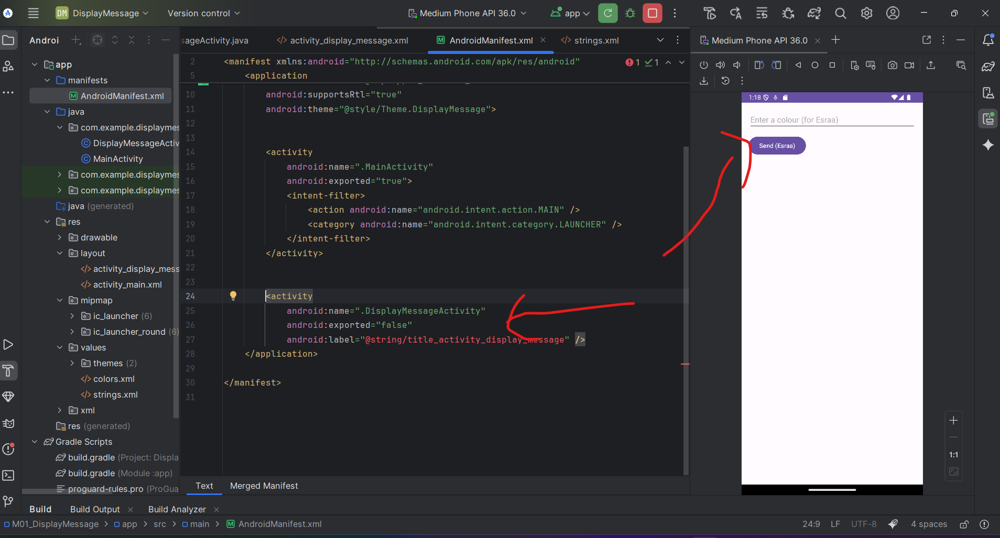 DM DisplayMessage Version control Medium Phone API 36.0 app
Androi
sageActivity.java activity_display_message.xml AndroidManifest.xml strings.xml
Medium Phone API 36.0
app
manifests
AndroidManifest.xml
java
com.example.displaymes
DisplayMessageActiv
MainActivity
com.example.displaymes
com.example.displaymes
java (generated)
res
drawable
layout
activity_display_mess
activity_main.xml
mipmap
ic_launcher (6)
ic_launcher_round (6)
values
themes (2)
colors.xml
strings.xml
xml
res (generated)
Gradle Scripts
build.gradle (Project: Displa
build.gradle (Module :app)
proguard-rules.pro (ProGua
2 <manifest xmlns:android="http://schemas.android.com/apk/res/android" 1 1
5 <application
10 android:supportsRtl="true"
11 android:theme="@style/Theme.DisplayMessage">
12
13
14 <activity
15 android:name=".MainActivity"
16 android:exported="true">
17 <intent-filter>
18 <action android:name="android.intent.action.MAIN" />
19 <category android:name="android.intent.category.LAUNCHER" />
20 </intent-filter>
21 </activity>
22
23
24 <activity
25 android:name=".DisplayMessageActivity"
26 android:exported="false"
27 android:label="@string/title_activity_display_message" />
28 </application>
29
30 </manifest>
31
Text Merged Manifest
1:18
Enter a colour (for Esraa)
Send (Esraa)
1:1
Build Build Output Build Analyzer
M01_DisplayMessage > app > src > main > AndroidManifest.xml
24:9 LF UTF-8 4 spaces